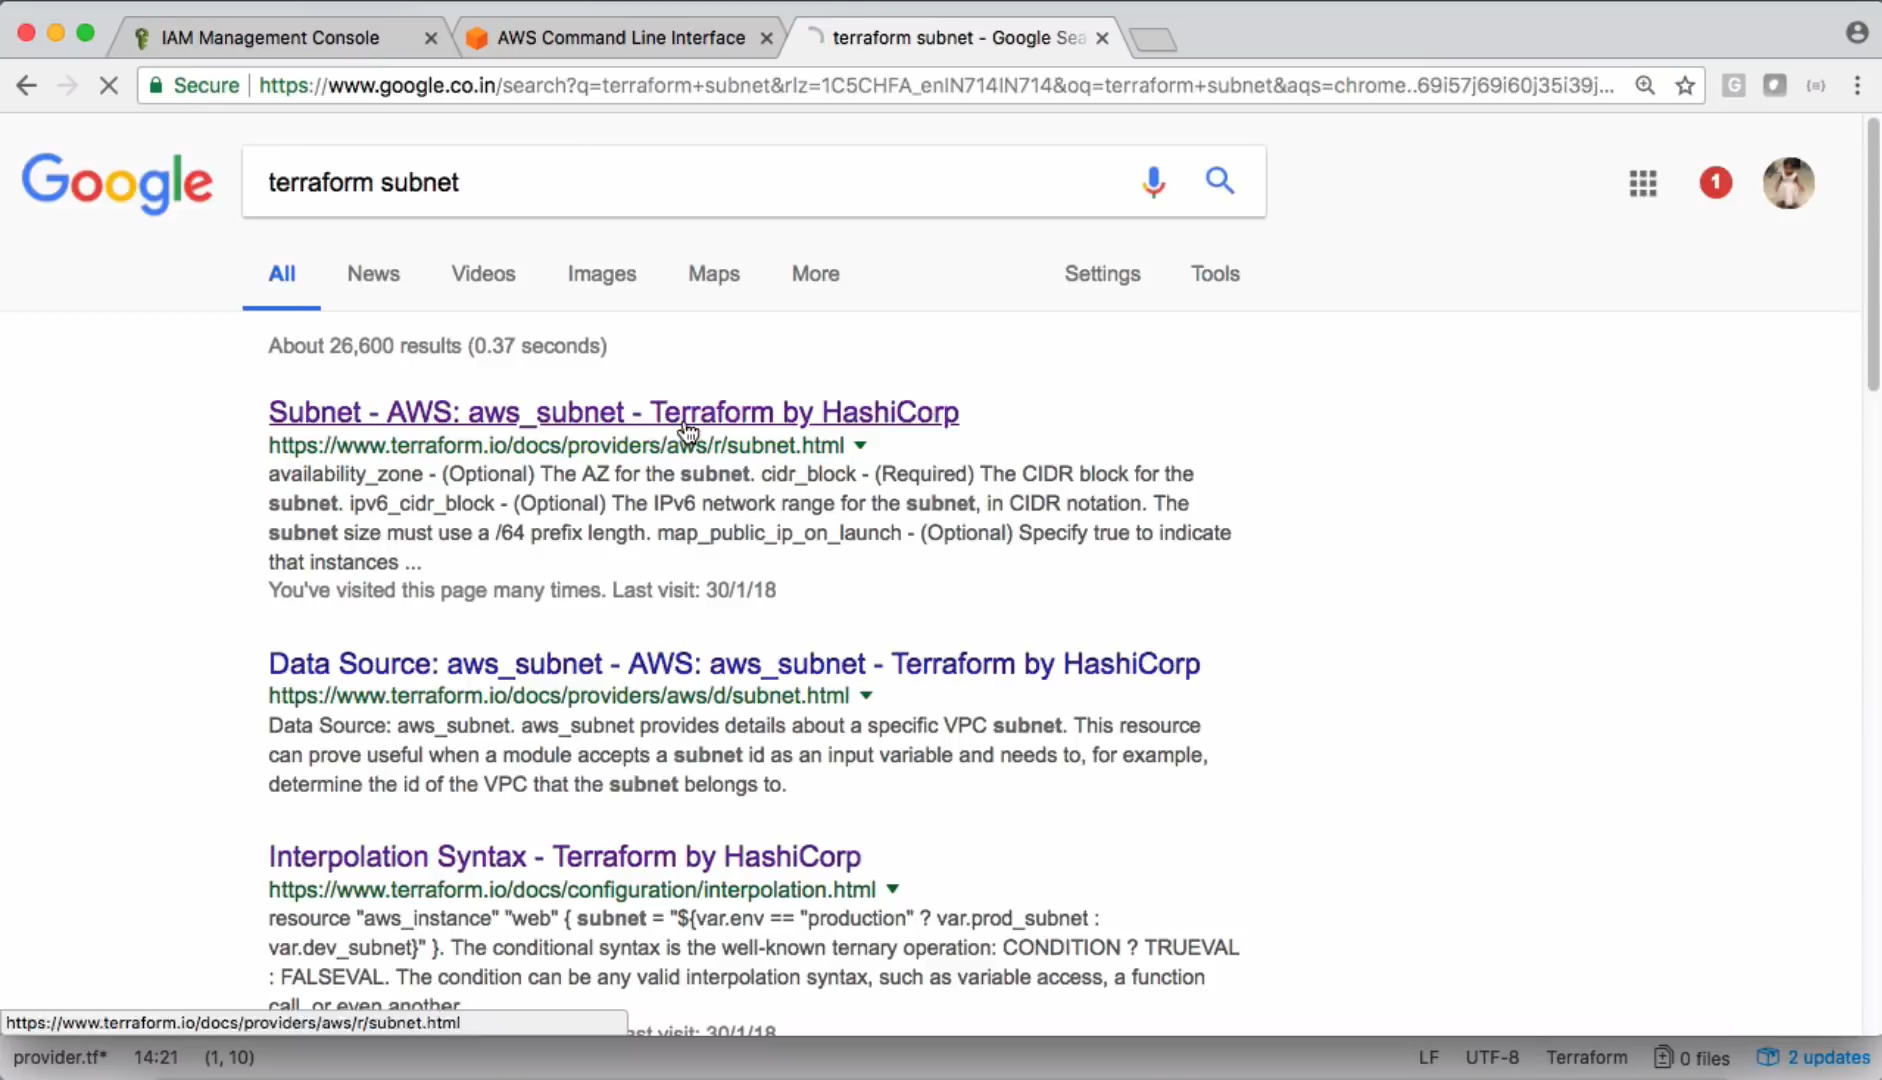 IAM Management Console
AWS Command Line Interface
terraform subnet - Google Sea
Secure
https://www.google.co.in/search?q=terraform+subnet&rlz=1C5CHFA_enIN714IN714&oq=terraform+subnet&aqs=chrome..69i57j69i60j35i39j...
G
Google
terraform subnet
1
All News Videos Images Maps More Settings Tools
About 26,600 results (0.37 seconds)
Subnet - AWS: aws_subnet - Terraform by HashiCorp
https://www.terraform.io/docs/providers/aws/r/subnet.html
availability_zone - (Optional) The AZ for the subnet. cidr_block - (Required) The CIDR block for the
subnet. ipv6_cidr_block - (Optional) The IPv6 network range for the subnet, in CIDR notation. The
subnet size must use a /64 prefix length. map_public_ip_on_launch - (Optional) Specify true to indicate
that instances ...
You've visited this page many times. Last visit: 30/1/18
Data Source: aws_subnet - AWS: aws_subnet - Terraform by HashiCorp
https://www.terraform.io/docs/providers/aws/d/subnet.html
Data Source: aws_subnet. aws_subnet provides details about a specific VPC subnet. This resource
can prove useful when a module accepts a subnet id as an input variable and needs to, for example,
determine the id of the VPC that the subnet belongs to.
Interpolation Syntax - Terraform by HashiCorp
https://www.terraform.io/docs/configuration/interpolation.html
resource "aws_instance" "web" { subnet = "${var.env == "production" ? var.prod_subnet :
var.dev_subnet}" }. The conditional syntax is the well-known ternary operation: CONDITION ? TRUEVAL
: FALSEVAL. The condition can be any valid interpolation syntax, such as variable access, a function
call, or even another
https://www.terraform.io/docs/providers/aws/r/subnet.html
ast visit: 30/1/18
provider.tf* 14:21 (1, 10) LF UTF-8 Terraform 0 files 2 updates